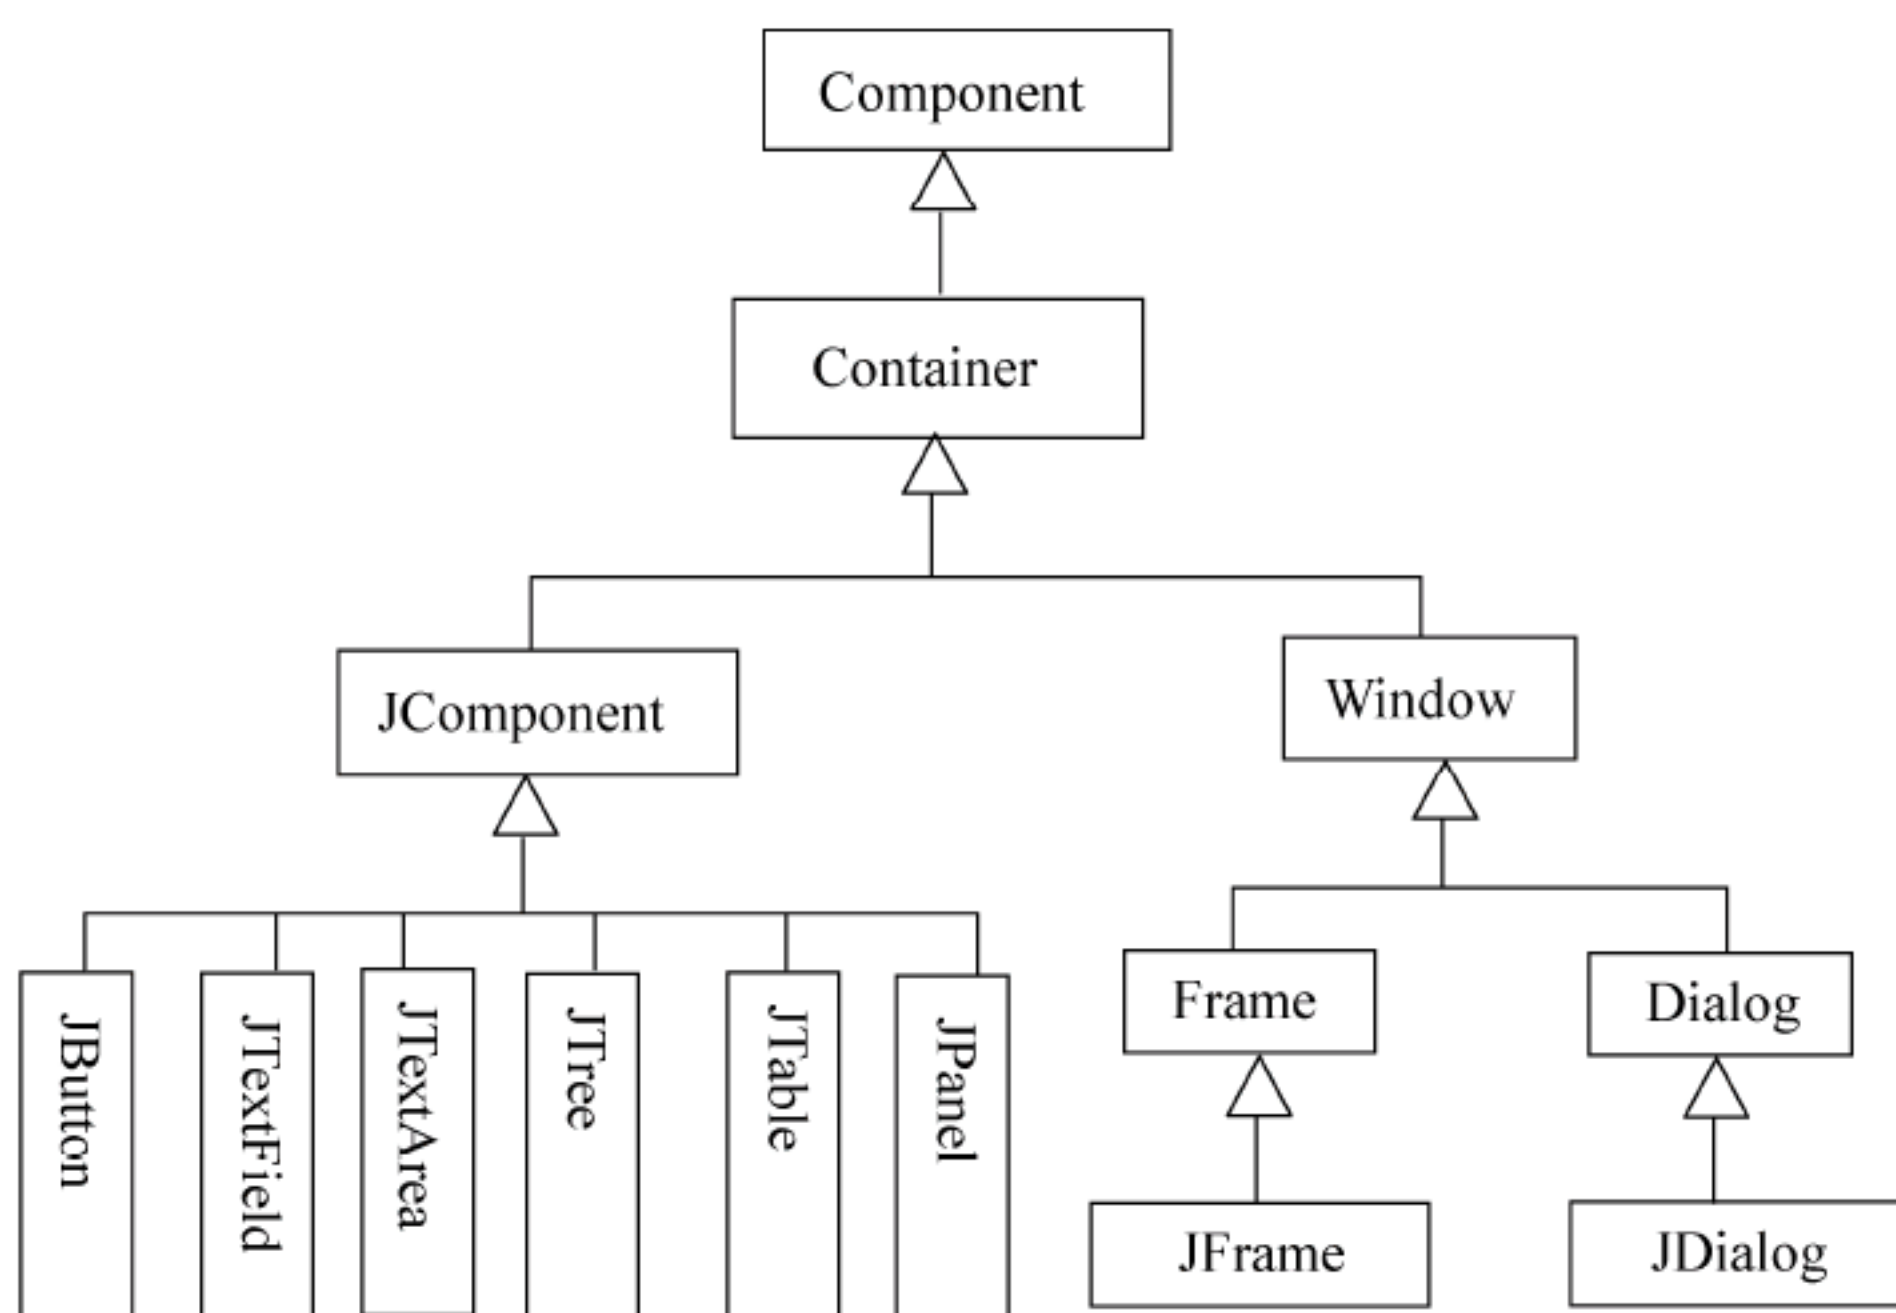 Component
Container
JComponent
Window
JButton
JTextField
JTextArea
JTree
JTable
JPanel
Frame
Dialog
JFrame
JDialog